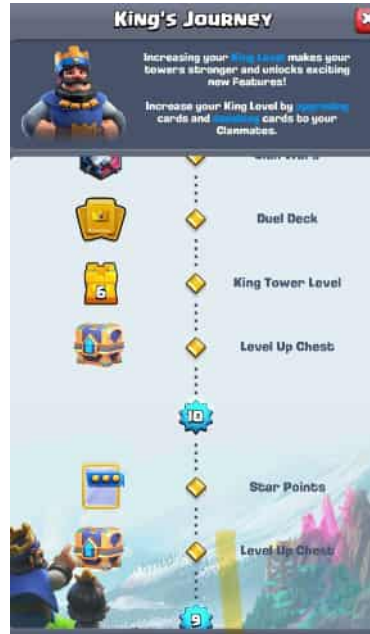 King's Journey
Increasing your King Level makes your
towers stronger and unlocks exciting
new Features!
Increase your King Level by upgrading
cards and donating cards to your
Clanmates.
Duel Deck
6
King Tower Level
Level Up Chest
10
Star Points
Level Up Chest
9